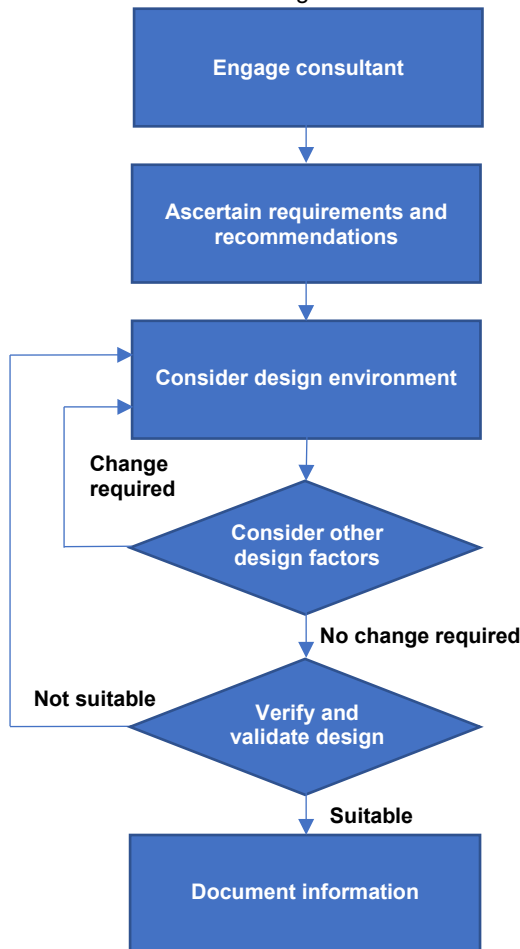 Engage consultant
Ascertain requirements and
recommendations
Consider design environment
Change
required
Consider other
design factors
No change required
Not suitable
Verify and
validate design
Suitable
Document information